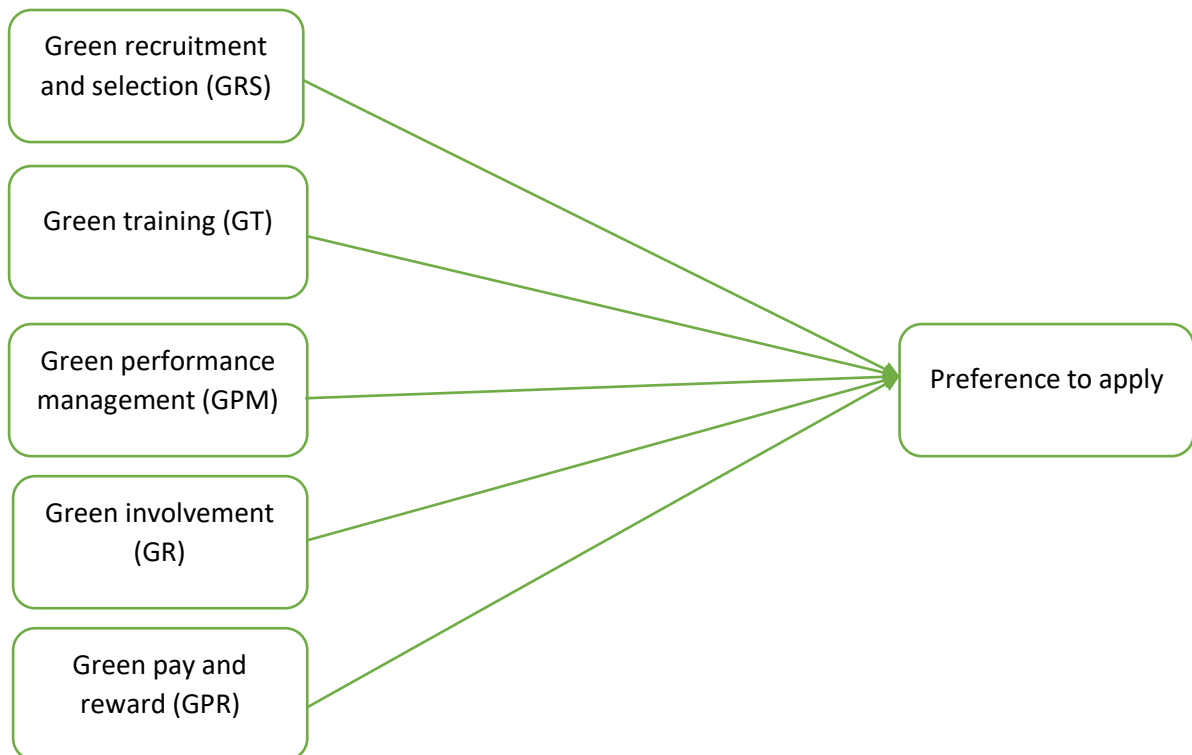 Green recruitment
and selection (GRS)
Green training (GT)
Green performance
management (GPM)
Preference to apply
Green involvement
(GR)
Green pay and
reward (GPR)